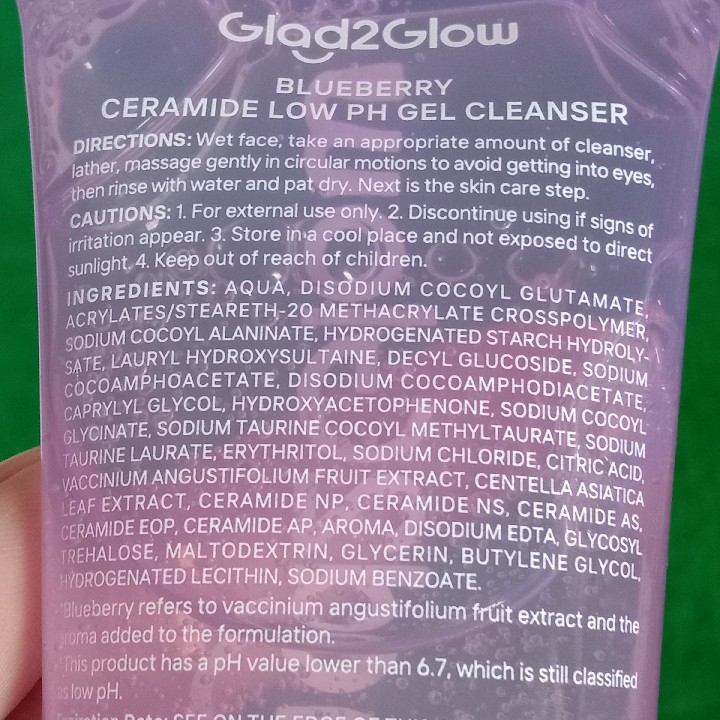 Glad2Glow
BLUEBERRY
CERAMIDE LOW PH GEL CLEANSER
DIRECTIONS: Wet face, take an appropriate amount of cleanser,
lather, massage gently in circular motions to avoid getting into eyes,
then rinse with water and pat dry. Next is the skin care step.
CAUTIONS: 1. For external use only. 2. Discontinue using if signs of
irritation appear. 3. Store in a cool place and not exposed to direct
sunlight. 4. Keep out of reach of children.
INGREDIENTS: AQUA, DISODIUM COCOYL GLUTAMATE,
ACRYLATES/STEARETH-20 METHACRYLATE CROSSPOLYMER,
SODIUM COCOYL ALANINATE, HYDROGENATED STARCH HYDROLY-
SATE, LAURYL HYDROXYSULTAINE, DECYL GLUCOSIDE, SODIUM
COCOAMPHOACETATE, DISODIUM COCOAMPHODIACETATE,
CAPRYLYL GLYCOL, HYDROXYACETOPHENONE, SODIUM COCOYL
GLYCINATE, SODIUM TAURINE COCOYL METHYLTAURATE, SODIUM
TAURINE LAURATE, ERYTHRITOL, SODIUM CHLORIDE, CITRIC ACID,
VACCINIUM ANGUSTIFOLIUM FRUIT EXTRACT, CENTELLA ASIATICA
LEAF EXTRACT, CERAMIDE NP, CERAMIDE NS, CERAMIDE AS,
CERAMIDE EOP, CERAMIDE AP, AROMA, DISODIUM EDTA, GLYCOSYL
TREHALOSE, MALTODEXTRIN, GLYCERIN, BUTYLENE GLYCOL,
HYDROGENATED LECITHIN, SODIUM BENZOATE.
*Blueberry refers to vaccinium angustifolium fruit extract and the
aroma added to the formulation.
*This product has a pH value lower than 6.7, which is still classified
as low pH.